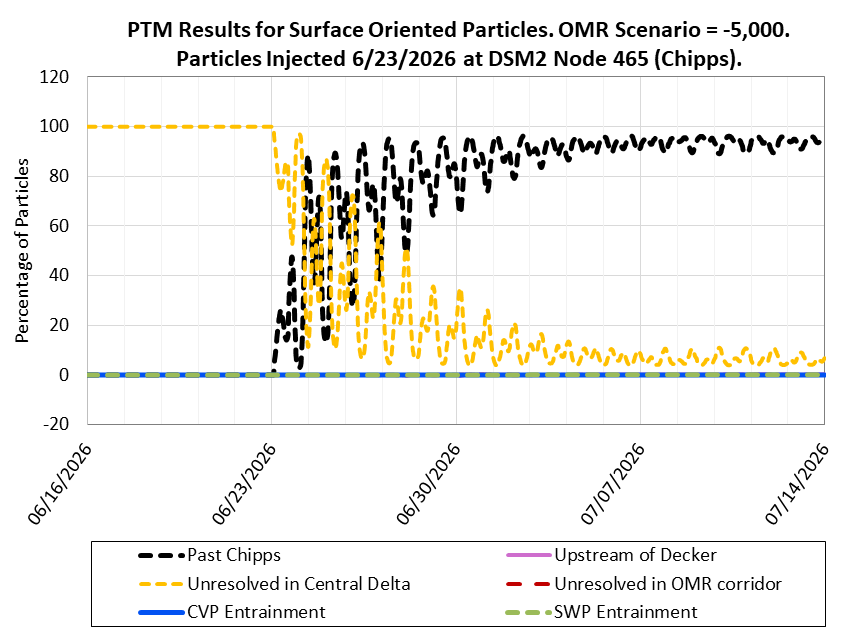 PTM Results for Surface Oriented Particles. OMR Scenario = -5,000.
Particles Injected 6/23/2026 at DSM2 Node 465 (Chipps).
120
100
80
60
40
20
0
-20
Percentage of Particles
06/16/2026
06/23/2026
06/30/2026
07/07/2026
07/14/2026
Past Chipps
Upstream of Decker
Unresolved in Central Delta
Unresolved in OMR corridor
CVP Entrainment
SWP Entrainment